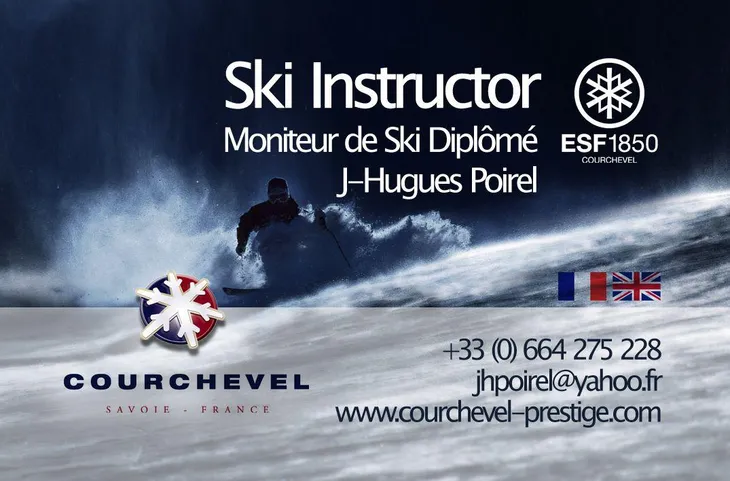 Ski Instructor
Moniteur de Ski Diplômé
J-Hugues Poirel
ESF1850
COURCHEVEL
COURCHEVEL
SAVOIE - FRANCE
+33 (0) 664 275 228
jhpoirel@yahoo.fr
www.courchevel-prestige.com